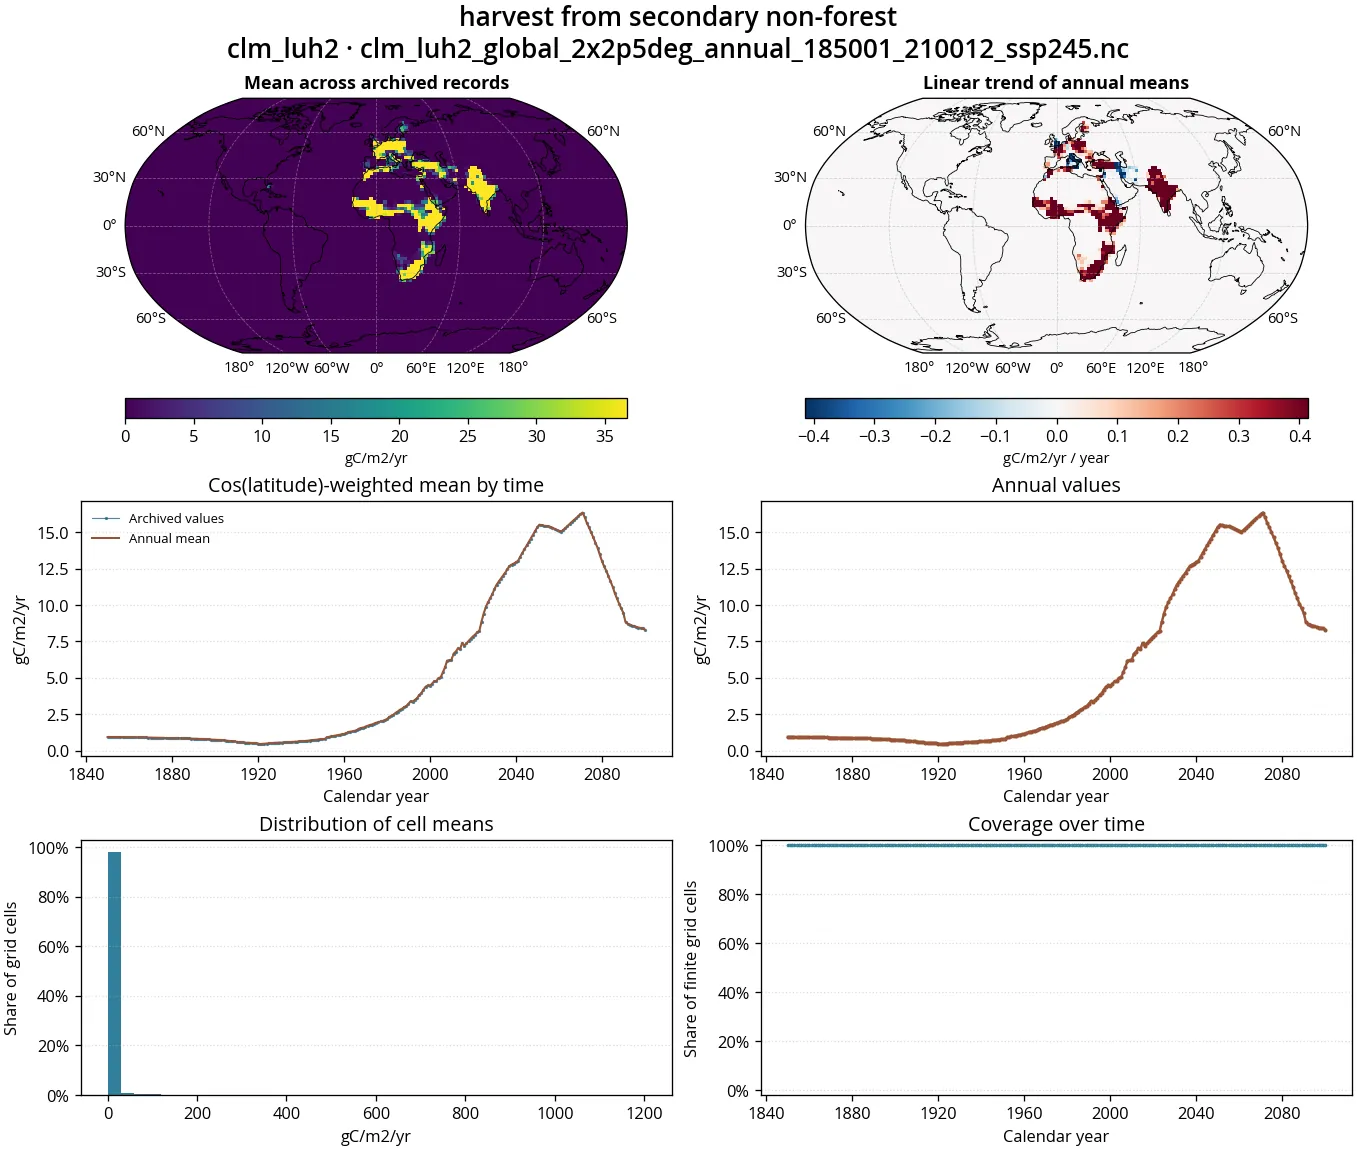 harvest from secondary non-forest
clm_luh2 · clm_luh2_global_2x2p5deg_annual_185001_210012_ssp245.nc
Mean across archived records
60°N 60°N
30°N 30°N
0° 0°
30°S 30°S
60°S 60°S
180° 120°W 60°W 0° 60°E 120°E 180°
0 5 10 15 20 25 30 35
gC/m2/yr
Linear trend of annual means
60°N 60°N
30°N 30°N
0° 0°
30°S 30°S
60°S 60°S
180° 120°W 60°W 0° 60°E 120°E 180°
−0.4 −0.3 −0.2 −0.1 0.0 0.1 0.2 0.3 0.4
gC/m2/yr / year
Cos(latitude)-weighted mean by time
Archived values
Annual mean
gC/m2/yr
15.0
12.5
10.0
7.5
5.0
2.5
0.0
1840 1880 1920 1960 2000 2040 2080
Calendar year
Annual values
gC/m2/yr
15.0
12.5
10.0
7.5
5.0
2.5
0.0
1840 1880 1920 1960 2000 2040 2080
Calendar year
Distribution of cell means
Share of grid cells
100%
80%
60%
40%
20%
0%
0 200 400 600 800 1000 1200
gC/m2/yr
Coverage over time
Share of finite grid cells
100%
80%
60%
40%
20%
0%
1840 1880 1920 1960 2000 2040 2080
Calendar year